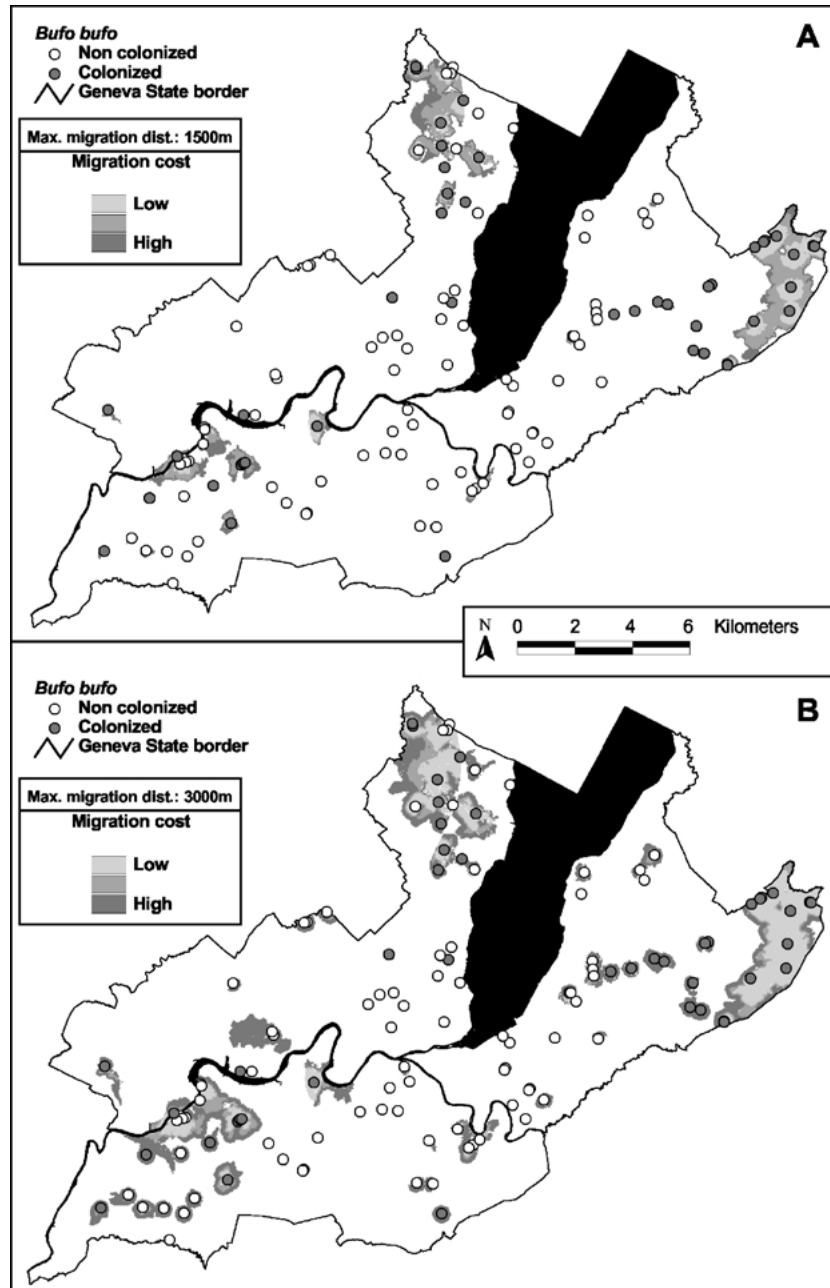 A
Bufo bufo
Non colonized
Colonized
Geneva State border
Max. migration dist.: 1500m
Migration cost
Low
High
N
0 2 4 6 Kilometers
B
Bufo bufo
Non colonized
Colonized
Geneva State border
Max. migration dist.: 3000m
Migration cost
Low
High